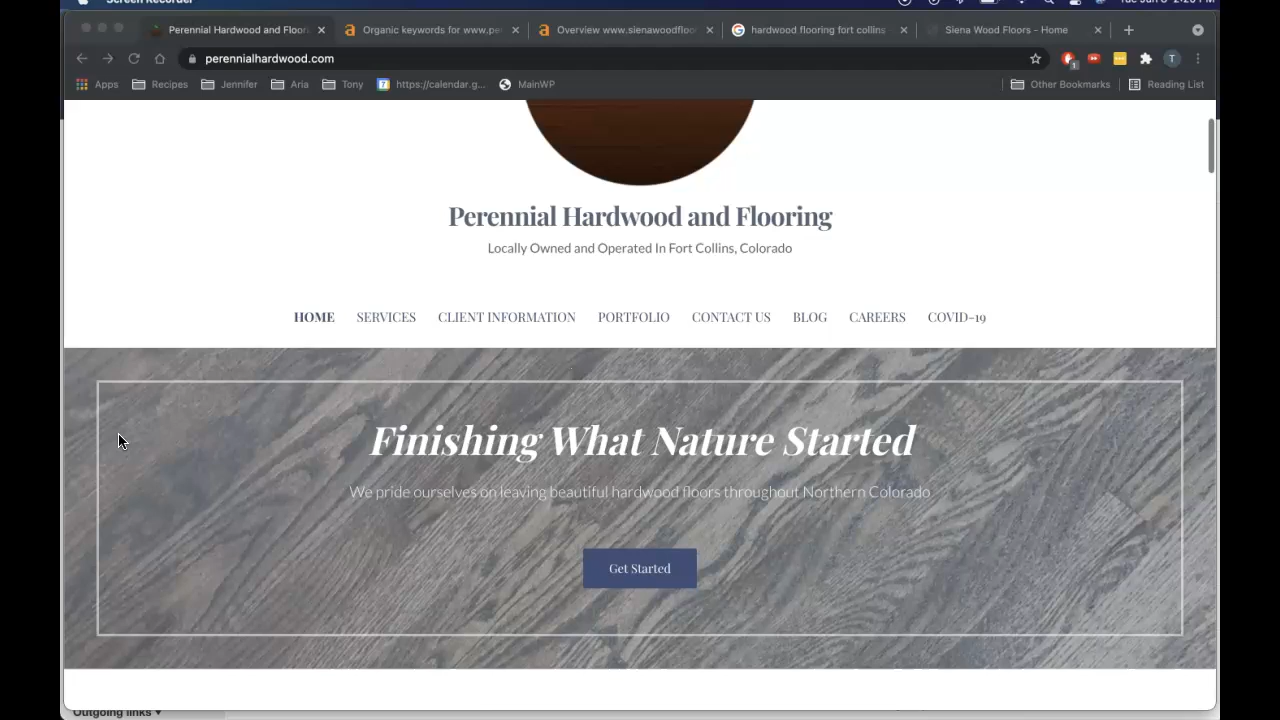 Screen Recorder
Perennial Hardwood and Floori
Organic keywords for www.pe
Overview www.sienawoodfloo
hardwood flooring fort collins
Siena Wood Floors - Home
perennialhardwood.com
T
Apps
Recipes
Jennifer
Aria
Tony
https://calendar.g...
MainWP
Other Bookmarks
Reading List
Perennial Hardwood and Flooring
Locally Owned and Operated In Fort Collins, Colorado
HOME
SERVICES
CLIENT INFORMATION
PORTFOLIO
CONTACT US
BLOG
CAREERS
COVID-19
Finishing What Nature Started
We pride ourselves on leaving beautiful hardwood floors throughout Northern Colorado
Get Started
Outgoing links